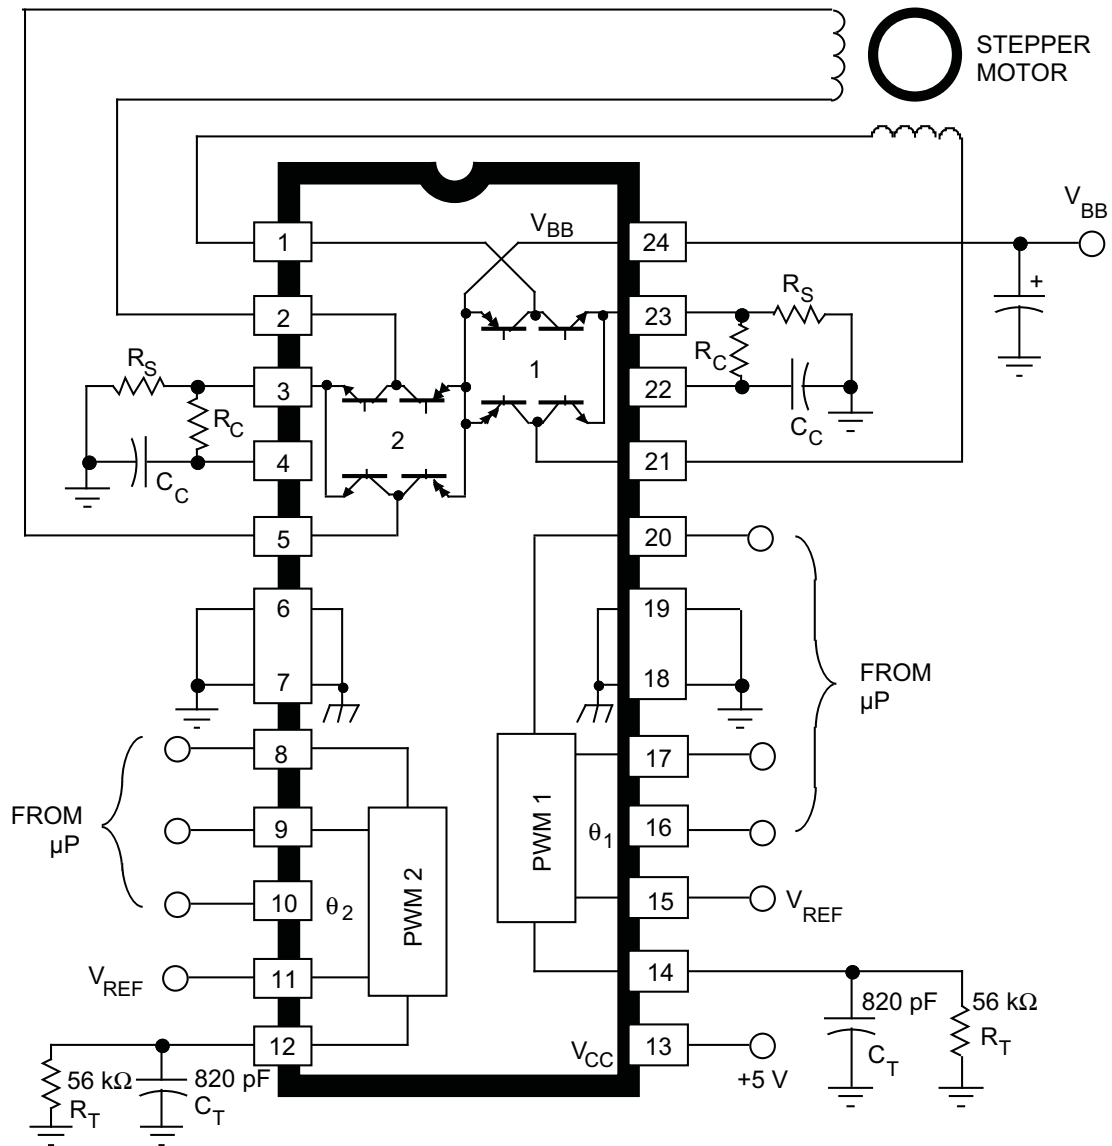 STEPPER
MOTOR
V_BB
V_BB
1
24
+
R_S
2
23
R_C
1
R_S
3
22
R_C
C_C
2
4
21
C_C
5
20
6
19
FROM
µP
7
18
8
17
FROM
µP
9
PWM 1
θ_1
16
10
θ_2
PWM 2
15
V_REF
V_REF
11
14
820 pF
56 kΩ
C_T
R_T
12
V_CC
13
+5 V
56 kΩ
820 pF
R_T
C_T